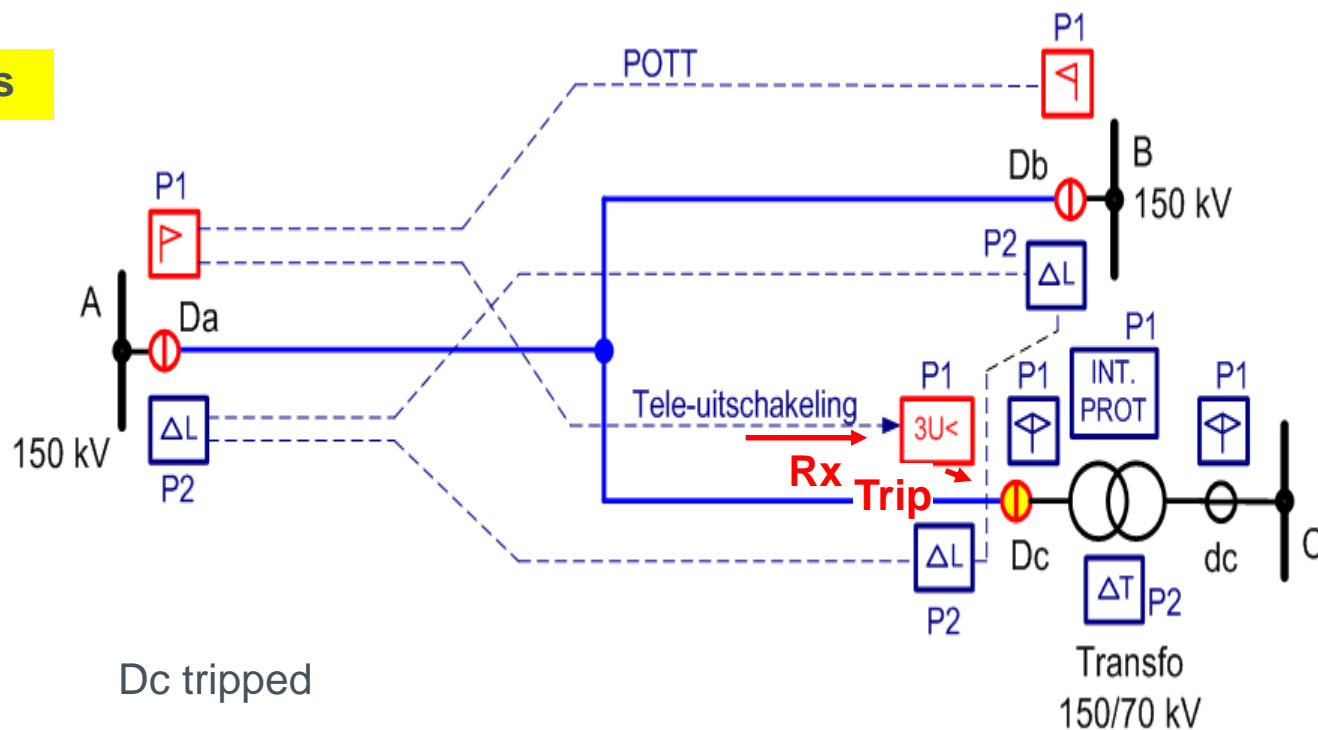 s
P1
POTT
P1
B
Db
150 kV
P2
ΔL
A
Da
P1
P1
P1
INT.
PROT
P1
Tele-uitschakeling
3U<
ΔL
150 kV
P2
Rx
Trip
ΔL
Dc
dc
C
P2
ΔT
P2
Transfo
150/70 kV
Dc tripped